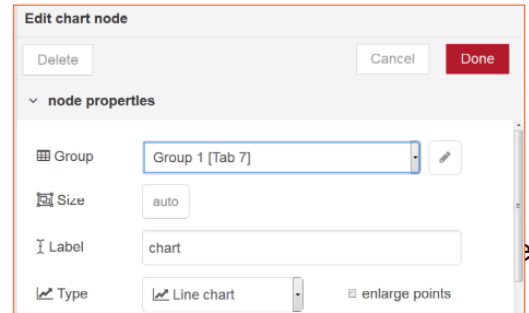 Edit chart node
Delete Cancel Done
node properties
Group Group 1 [Tab 7]
Size auto
Label chart
e
Type Line chart enlarge points